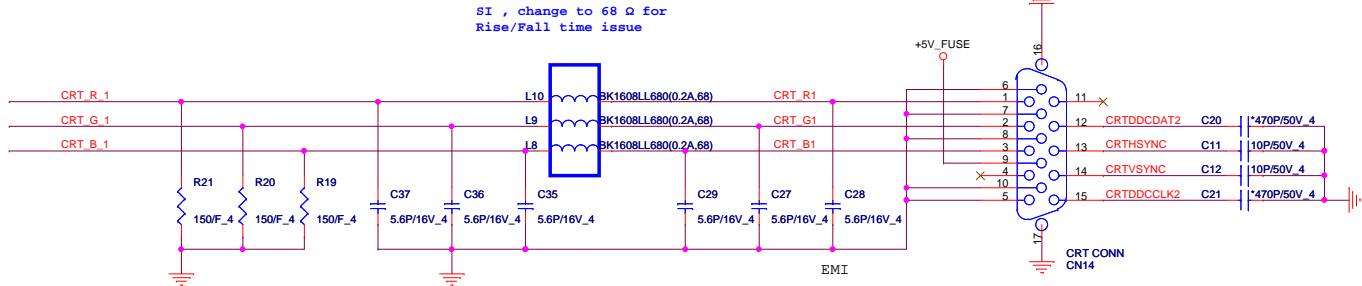 SI , change to 68 Ω for
Rise/Fall time issue
+5V_FUSE
16
6
CRT_R_1
L10
BK1608LL680(0.2A,68)
CRT_R1
1
11
7
CRT_G_1
L9
BK1608LL680(0.2A,68)
CRT_G1
2
12
CRTDDCDAT2
C20
*470P/50V_4
8
CRT_B_1
L8
BK1608LL680(0.2A,68)
CRT_B1
3
13
CRTHSYNC
C11
10P/50V_4
9
4
14
CRTVSYNC
C12
10P/50V_4
10
5
15
CRTDDCCLK2
C21
*470P/50V_4
R21
R20
R19
C37
C36
C35
C29
C27
C28
150/F_4
150/F_4
150/F_4
5.6P/16V_4
5.6P/16V_4
5.6P/16V_4
5.6P/16V_4
5.6P/16V_4
5.6P/16V_4
17
EMI
CRT CONN
CN14